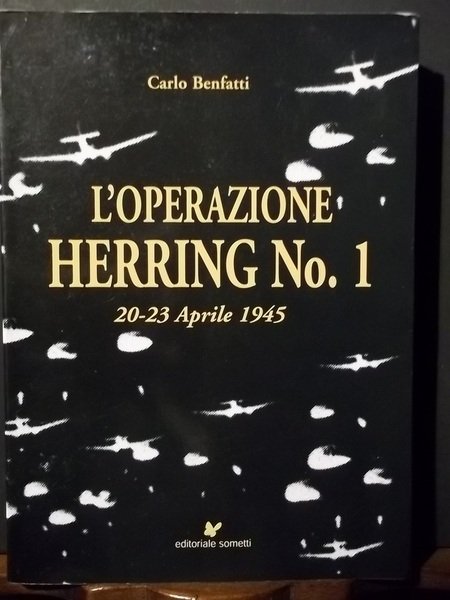 Carlo Benfatti
L'OPERAZIONE
HERRING No. 1
20-23 Aprile 1945
editoriale sometti